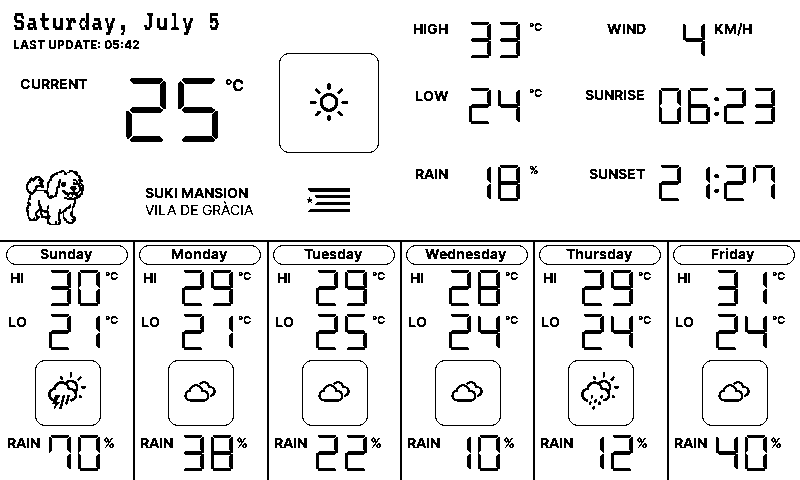 Saturday, July 5
LAST UPDATE: 05:42
CURRENT 25 °C
HIGH 33 °C
LOW 24 °C
RAIN 18 %
WIND 4 KM/H
SUNRISE 06:23
SUNSET 21:27
SUKI MANSION
VILA DE GRÀCIA
Sunday
HI 30 °C
LO 21 °C
RAIN 70 %
Monday
HI 29 °C
LO 21 °C
RAIN 38 %
Tuesday
HI 29 °C
LO 25 °C
RAIN 22 %
Wednesday
HI 28 °C
LO 24 °C
RAIN 10 %
Thursday
HI 29 °C
LO 24 °C
RAIN 12 %
Friday
HI 31 °C
LO 24 °C
RAIN 40 %